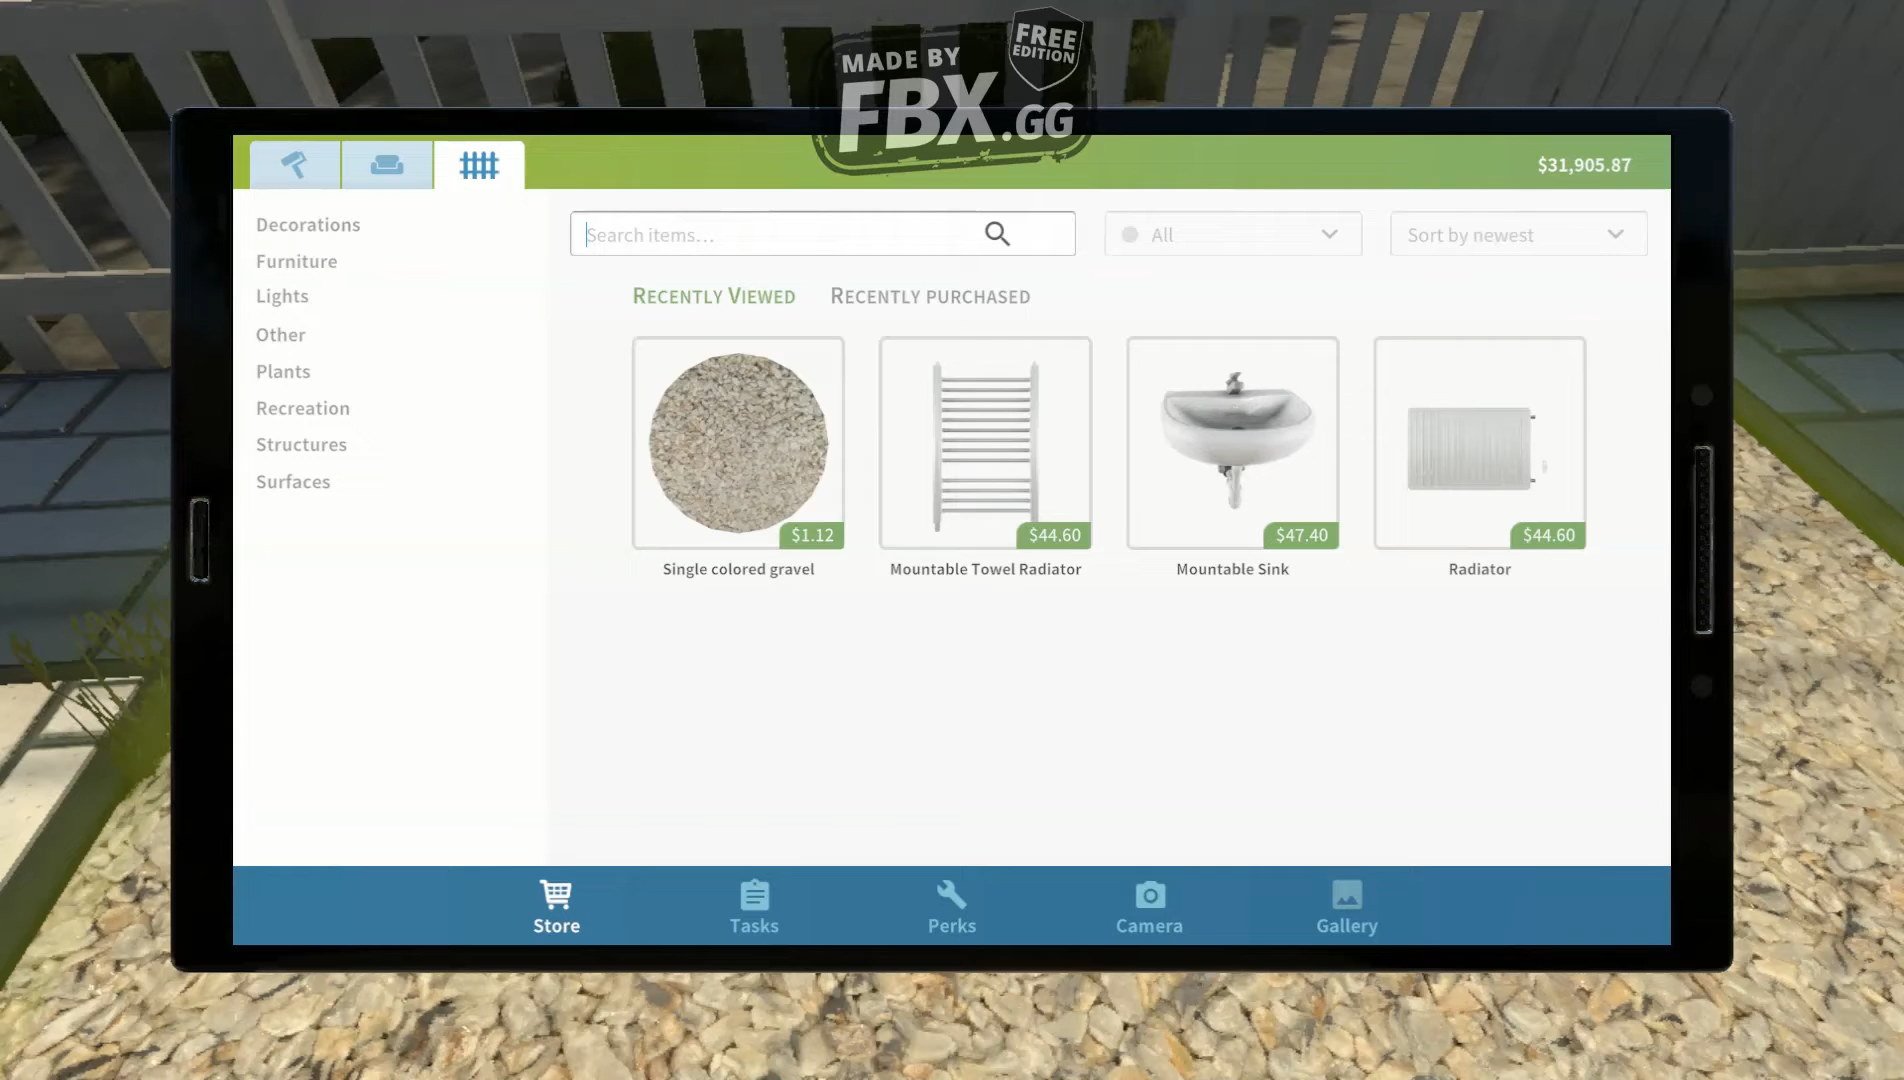 MADE BY
FBX.GG
FREE
EDITION
$31,905.87
Decorations
Furniture
Lights
Other
Plants
Recreation
Structures
Surfaces
Search items...
All
Sort by newest
RECENTLY VIEWED
RECENTLY PURCHASED
$1.12
$44.60
$47.40
$44.60
Single colored gravel
Mountable Towel Radiator
Mountable Sink
Radiator
Store
Tasks
Perks
Camera
Gallery